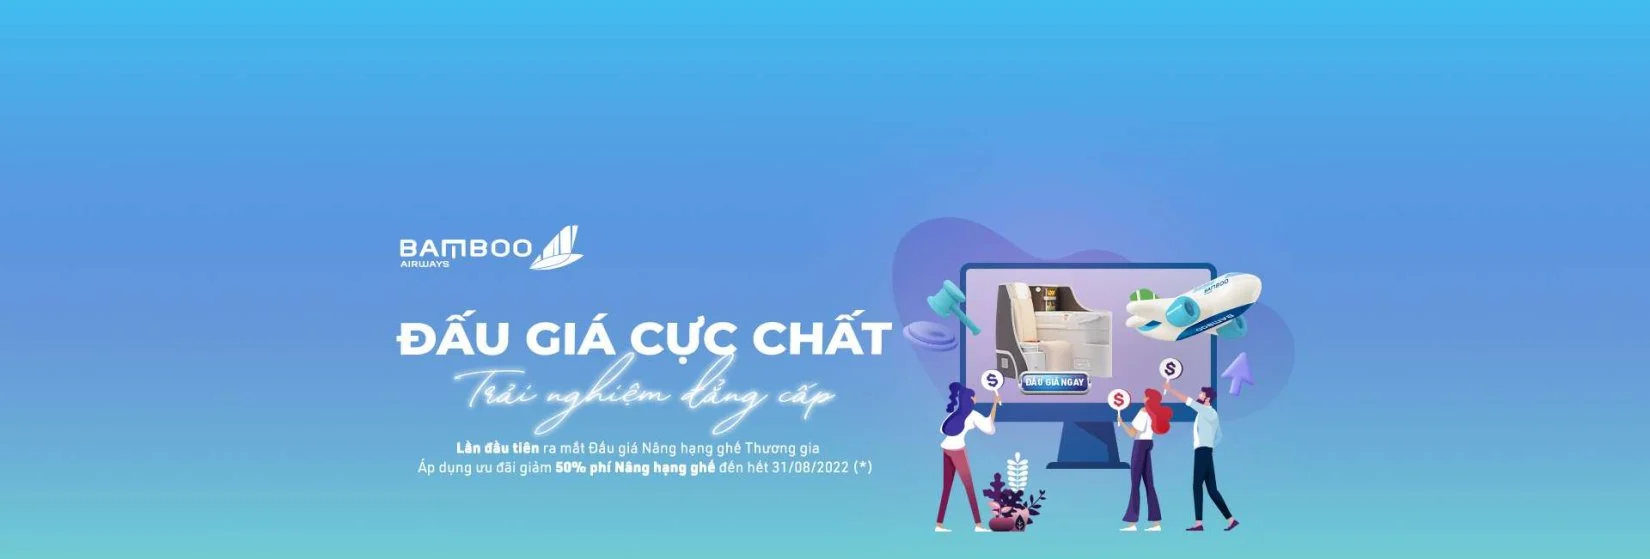 BAMBOO
AIRWAYS
ĐẤU GIÁ CỰC CHẤT
Trải nghiệm đẳng cấp
Lần đầu tiên ra mắt Đấu giá Nâng hạng ghế Thương gia
Áp dụng ưu đãi giảm 50% phí Nâng hạng ghế đến hết 31/08/2022 (*)
BAMBOO
BAMBOO
ĐẤU GIÁ NGAY
$
$
$